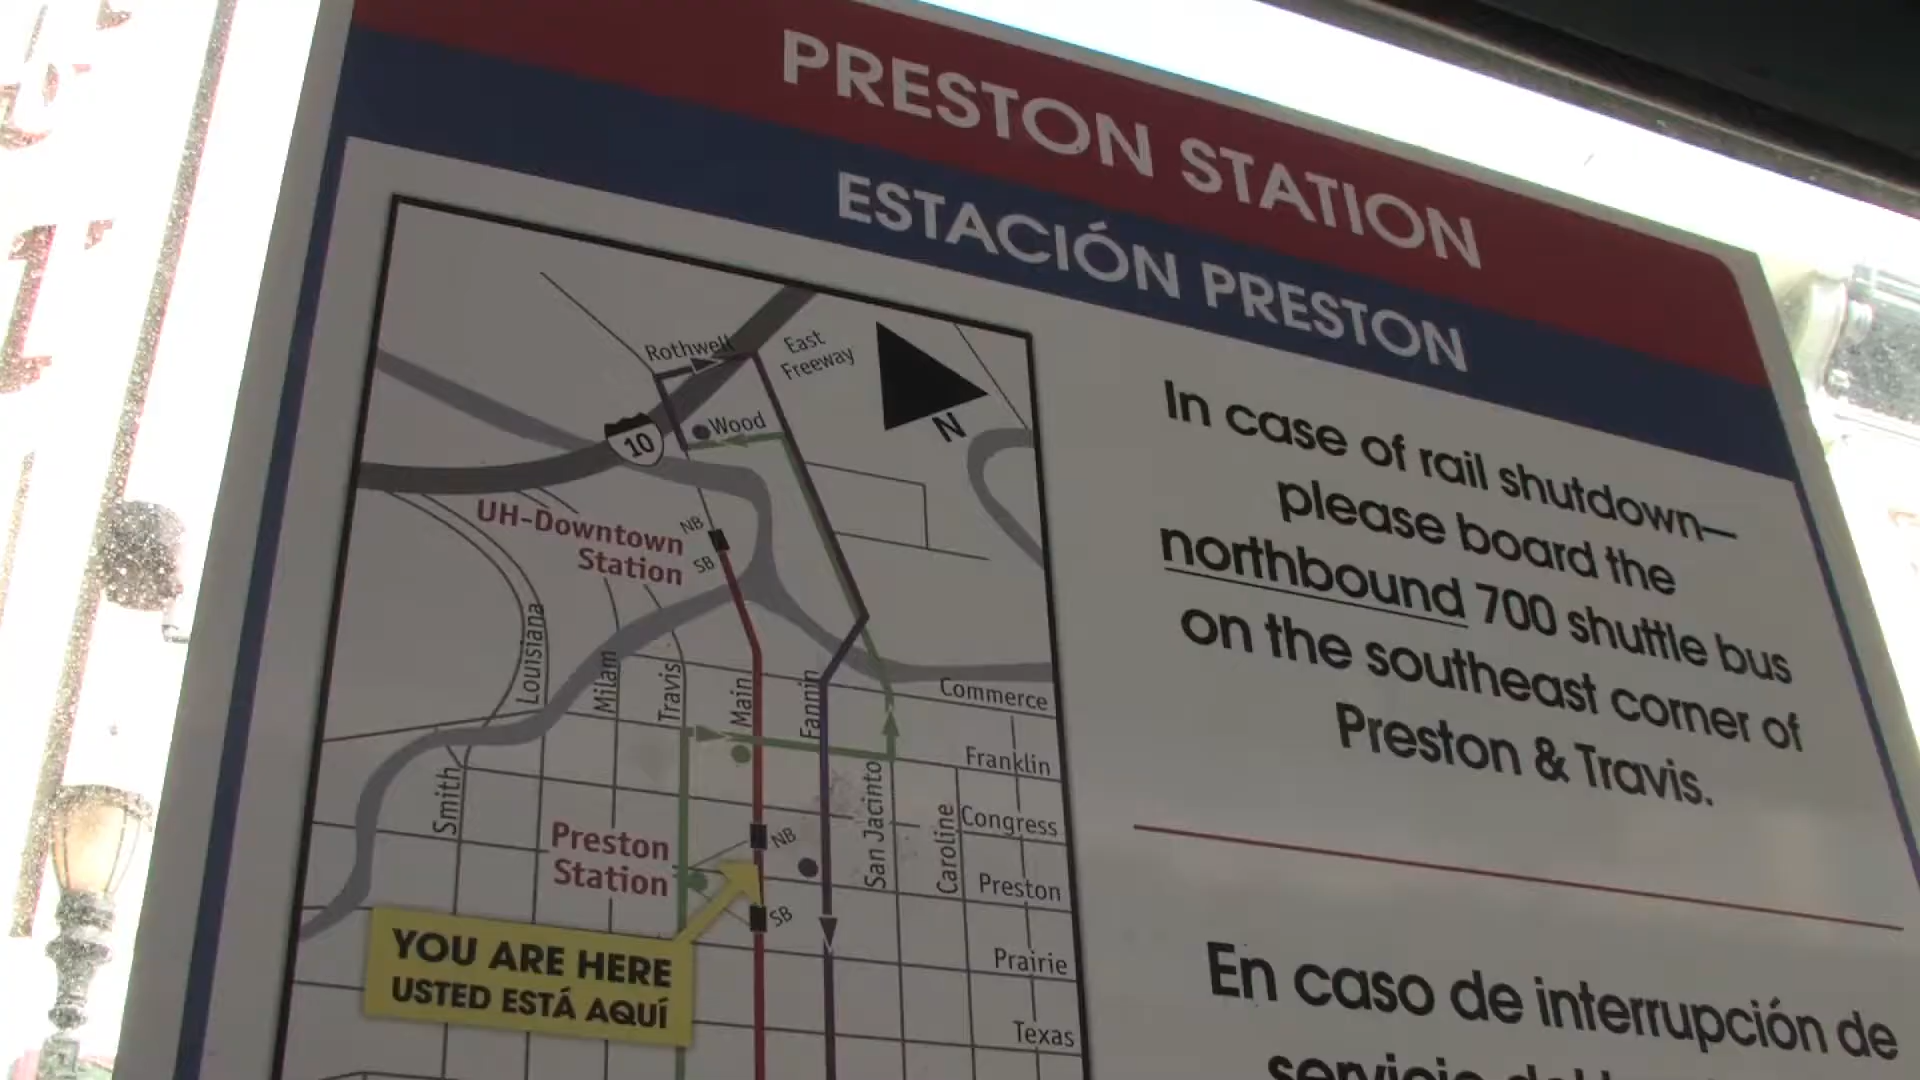 PRESTON STATION
ESTACIÓN PRESTON
Rothwell
East
Freeway
N
10
Wood
UH-Downtown
Station
NB
SB
Louisiana
Milam
Travis
Main
Fannin
Commerce
Franklin
Smith
San Jacinto
Caroline
Congress
Preston
Station
NB
Preston
SB
Prairie
Texas
YOU ARE HERE
USTED ESTÁ AQUÍ
In case of rail shutdown—
please board the
northbound 700 shuttle bus
on the southeast corner of
Preston & Travis.
En caso de interrupción de
servicio del